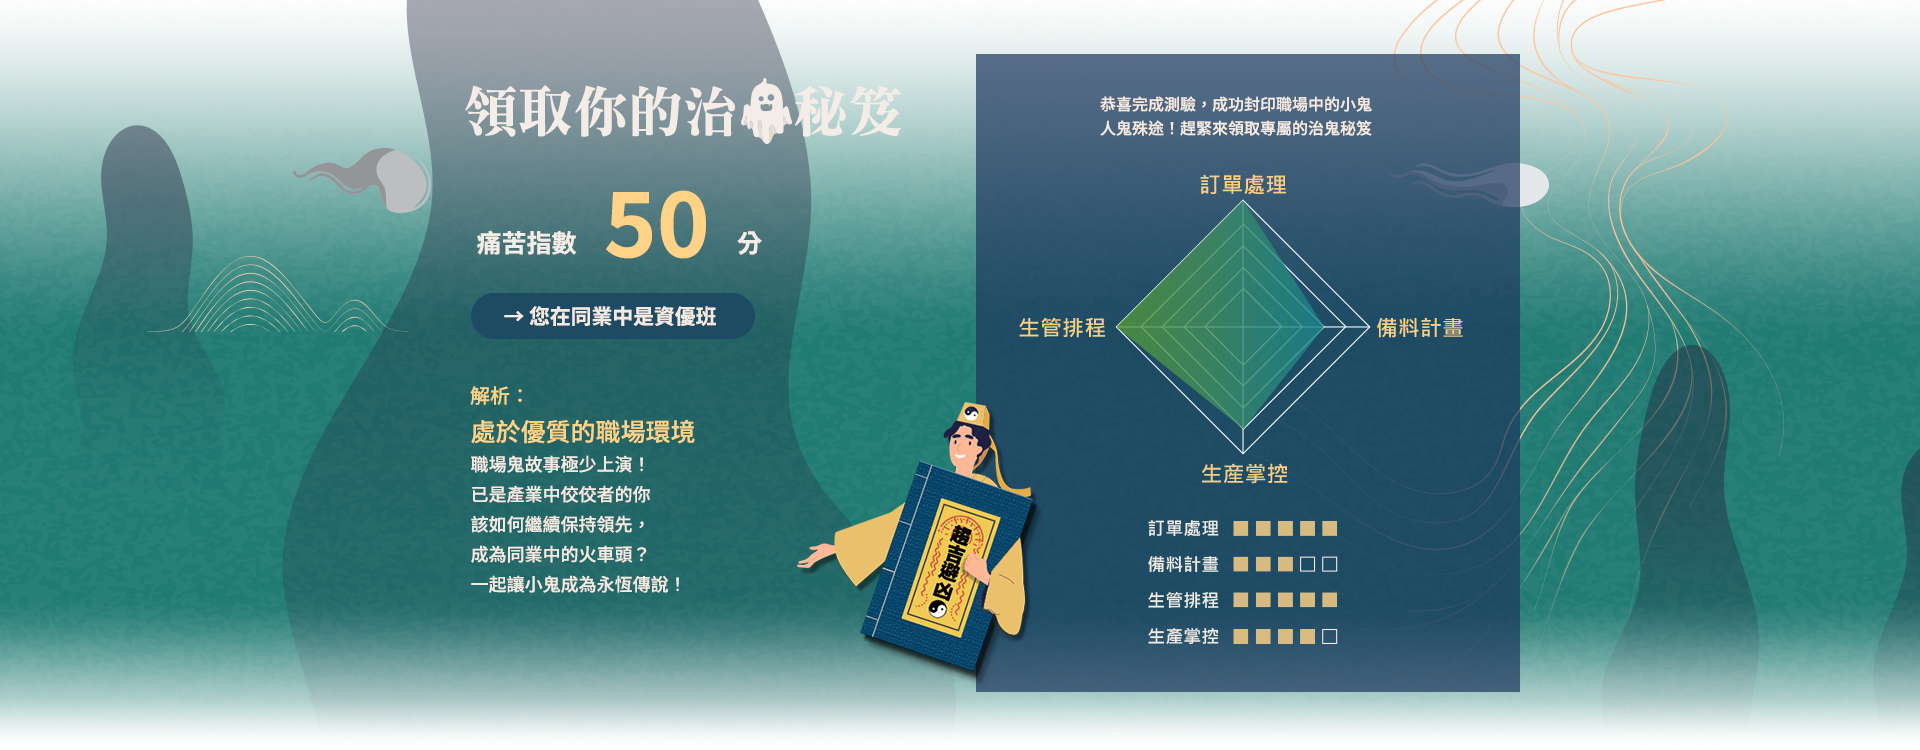 領取你的治秘笈
痛苦指數 50 分
→ 您在同業中是資優班
解析：
處於優質的職場環境
職場鬼故事極少上演！
已是產業中佼佼者的你
該如何繼續保持領先，
成為同業中的火車頭？
一起讓小鬼成為永恆傳說！
趨吉避凶
恭喜完成測驗，成功封印職場中的小鬼
人鬼殊途！趕緊來領取專屬的治鬼秘笈
訂單處理
生管排程
備料計畫
生產掌控
訂單處理
備料計畫
生管排程
生產掌控